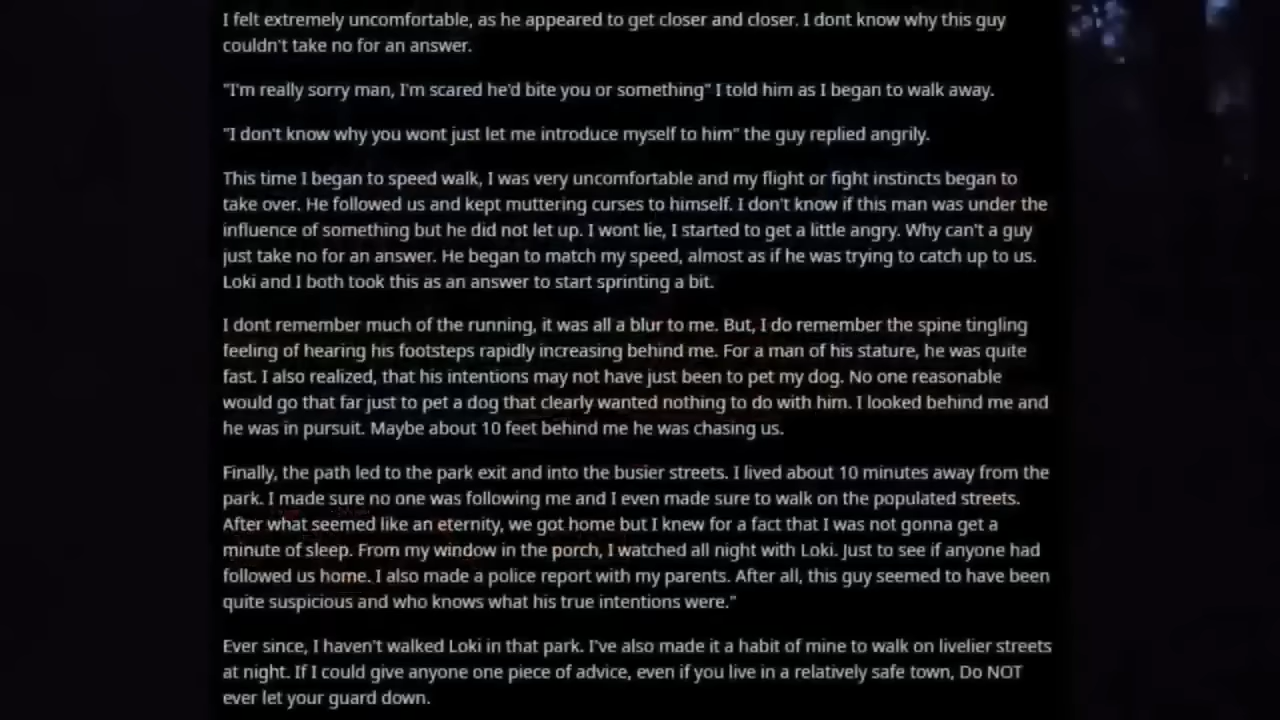 I felt extremely uncomfortable, as he appeared to get closer and closer. I dont know why this guy
couldn't take no for an answer.
"I'm really sorry man, I'm scared he'd bite you or something" I told him as I began to walk away.
"I don't know why you wont just let me introduce myself to him" the guy replied angrily.
This time I began to speed walk, I was very uncomfortable and my flight or fight instincts began to
take over. He followed us and kept muttering curses to himself. I don't know if this man was under the
influence of something but he did not let up. I wont lie, I started to get a little angry. Why can't a guy
just take no for an answer. He began to match my speed, almost as if he was trying to catch up to us.
Loki and I both took this as an answer to start sprinting a bit.
I dont remember much of the running, it was all a blur to me. But, I do remember the spine tingling
feeling of hearing his footsteps rapidly increasing behind me. For a man of his stature, he was quite
fast. I also realized, that his intentions may not have just been to pet my dog. No one reasonable
would go that far just to pet a dog that clearly wanted nothing to do with him. I looked behind me and
he was in pursuit. Maybe about 10 feet behind me he was chasing us.
Finally, the path led to the park exit and into the busier streets. I lived about 10 minutes away from the
park. I made sure no one was following me and I even made sure to walk on the populated streets.
After what seemed like an eternity, we got home but I knew for a fact that I was not gonna get a
minute of sleep. From my window in the porch, I watched all night with Loki. Just to see if anyone had
followed us home. I also made a police report with my parents. After all, this guy seemed to have been
quite suspicious and who knows what his true intentions were."
Ever since, I haven't walked Loki in that park. I've also made it a habit of mine to walk on livelier streets
at night. If I could give anyone one piece of advice, even if you live in a relatively safe town, Do NOT
ever let your guard down.